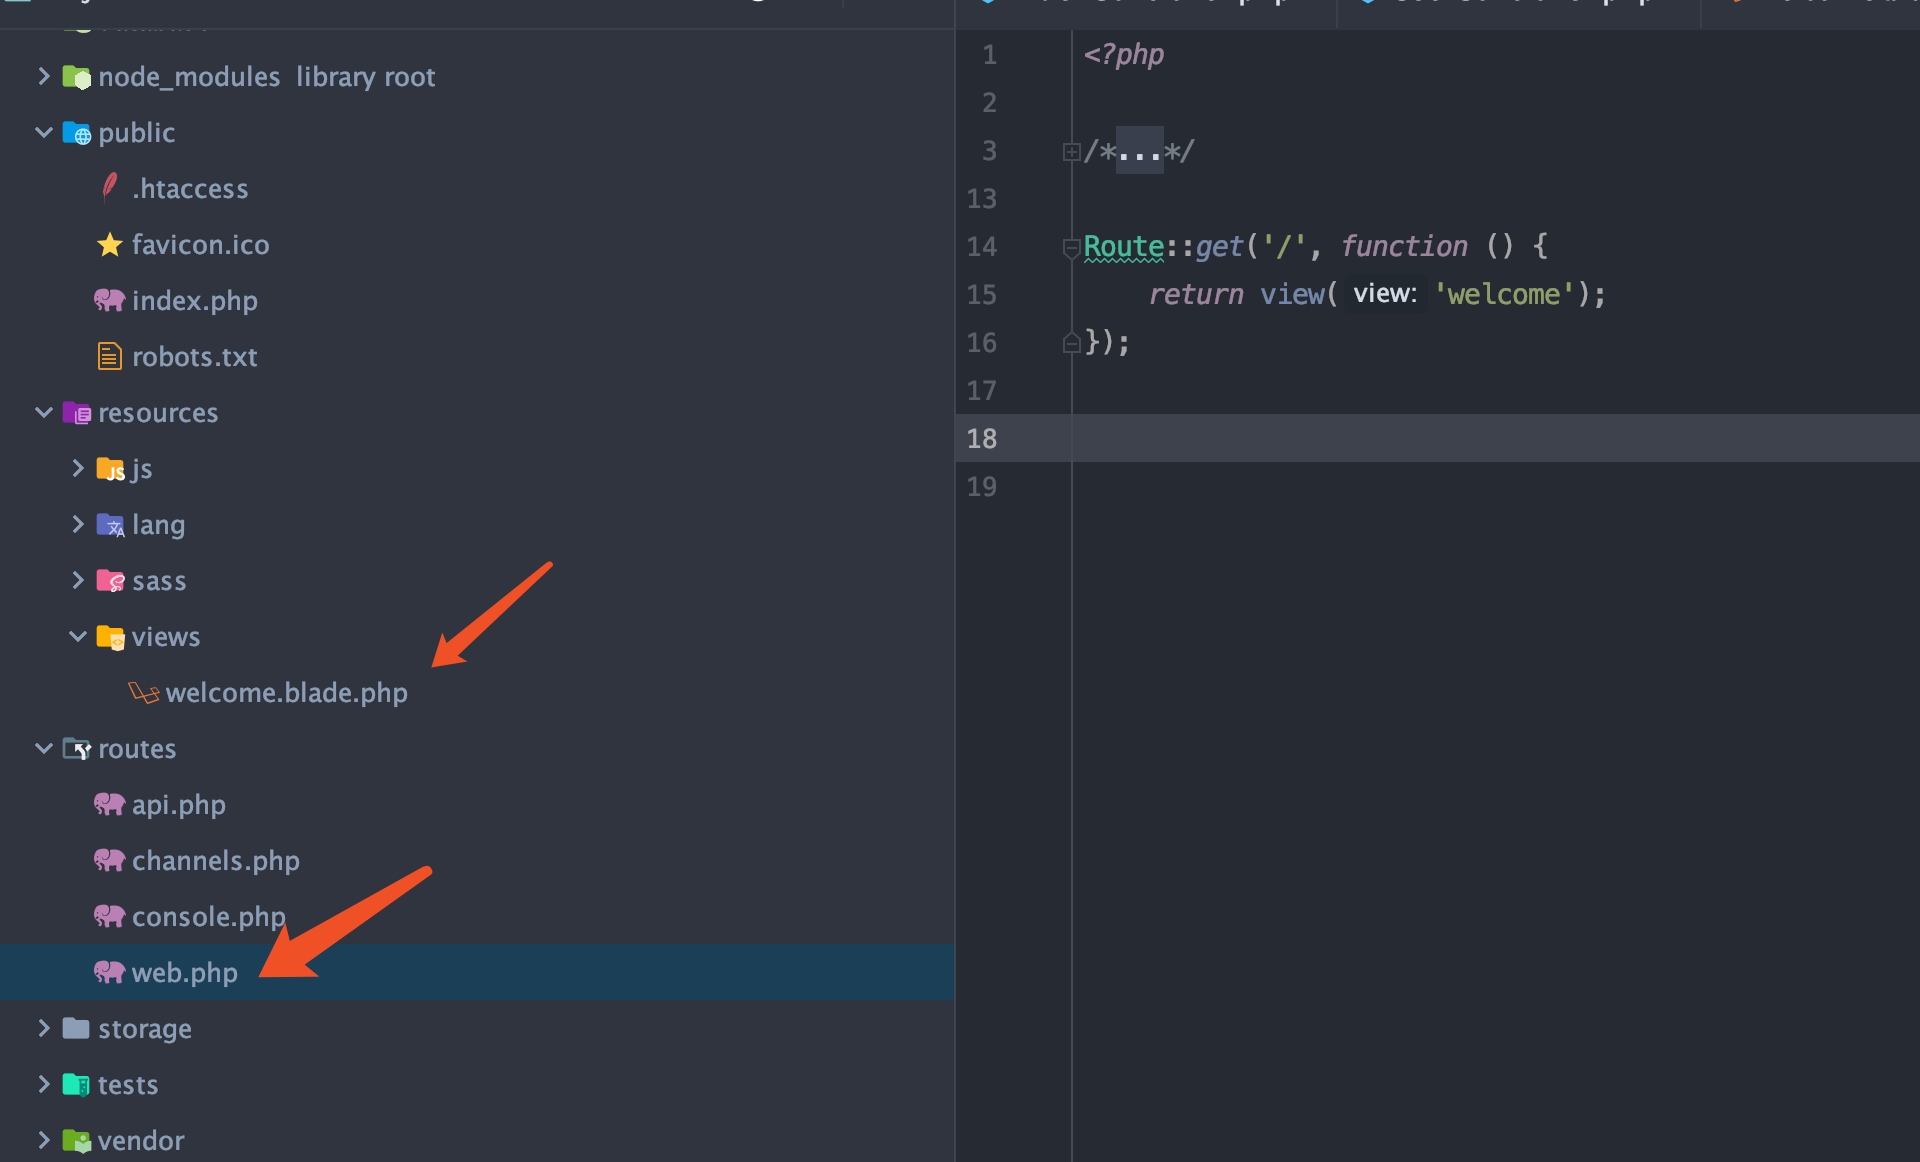 node_modules library root
public
.htaccess
favicon.ico
index.php
robots.txt
resources
js
lang
sass
views
welcome.blade.php
routes
api.php
channels.php
console.php
web.php
storage
tests
vendor
1 <?php
2
3 /*...*/
13
14 Route::get('/', function () {
15 return view( view: 'welcome');
16 });
17
18
19